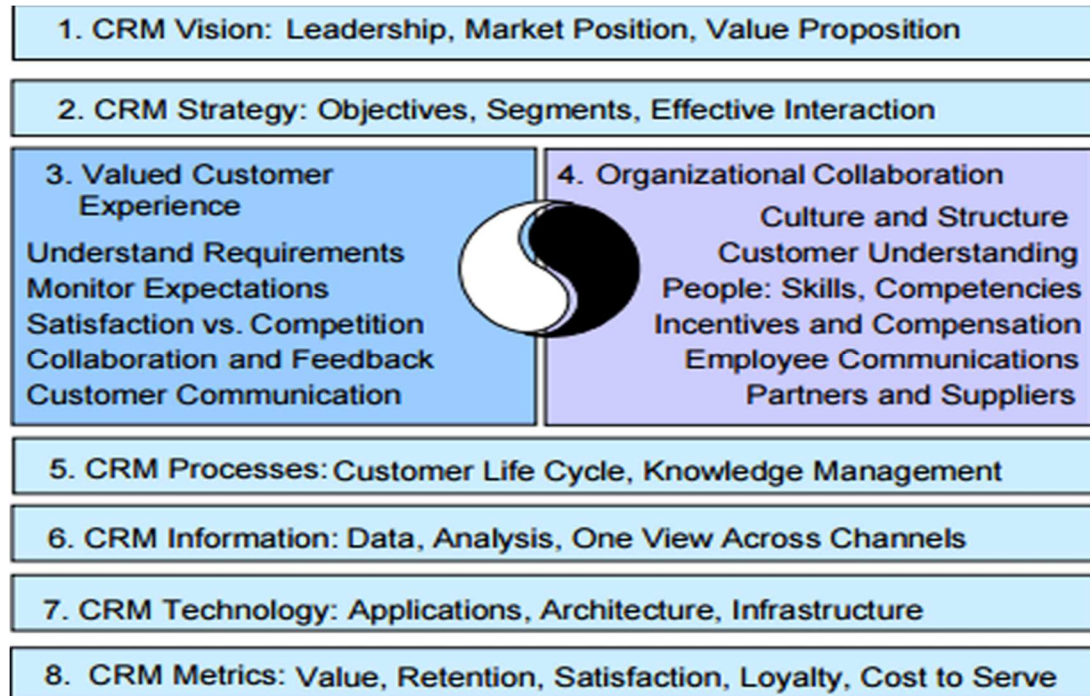 1. CRM Vision: Leadership, Market Position, Value Proposition
2. CRM Strategy: Objectives, Segments, Effective Interaction
3. Valued Customer
Experience
Understand Requirements
Monitor Expectations
Satisfaction vs. Competition
Collaboration and Feedback
Customer Communication
4. Organizational Collaboration
Culture and Structure
Customer Understanding
People: Skills, Competencies
Incentives and Compensation
Employee Communications
Partners and Suppliers
5. CRM Processes: Customer Life Cycle, Knowledge Management
6. CRM Information: Data, Analysis, One View Across Channels
7. CRM Technology: Applications, Architecture, Infrastructure
8. CRM Metrics: Value, Retention, Satisfaction, Loyalty, Cost to Serve